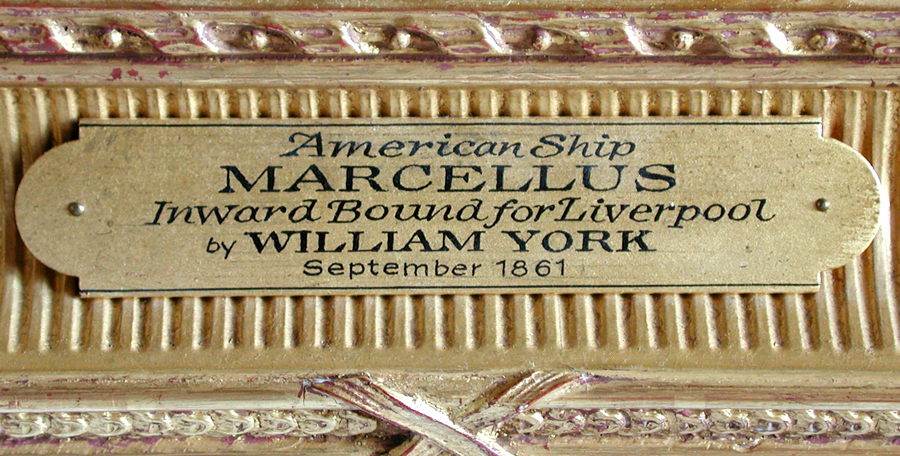 American Ship
MARCELLUS
Inward Bound for Liverpool
by WILLIAM YORK
September 1861